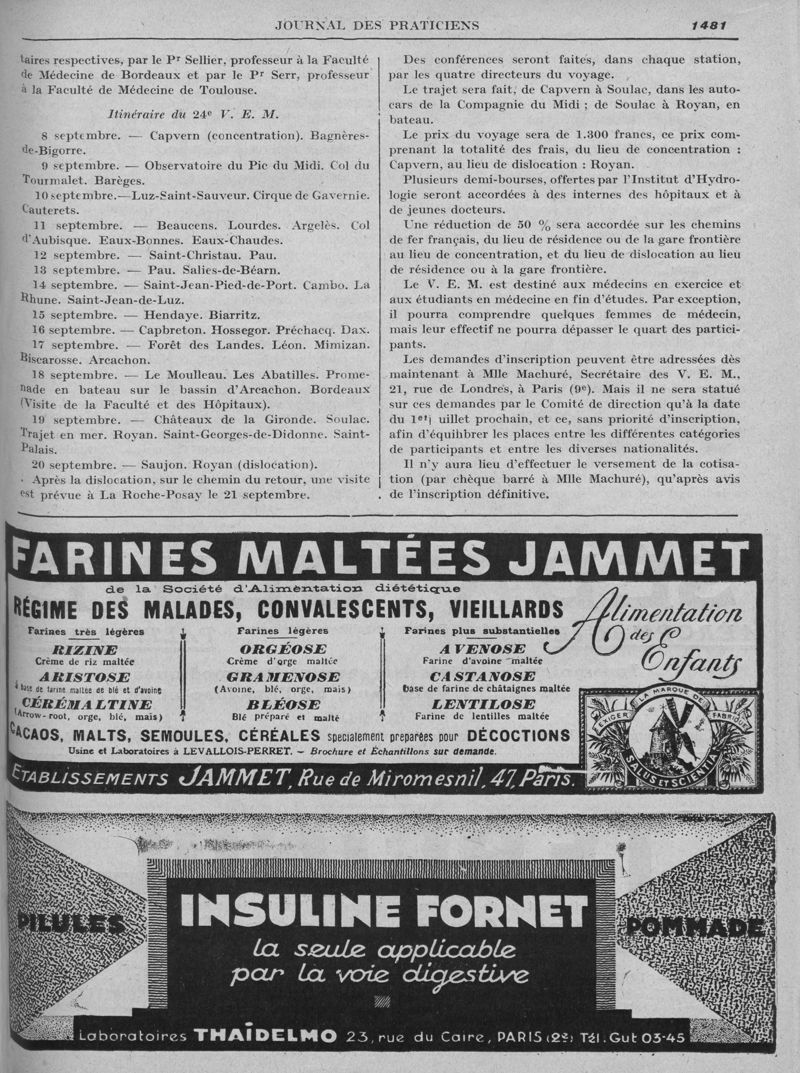 JOURNAL DES PRATICIENS 1481
taires respectives, par le Pr Sellier, professeur à la Faculté
de Médecine de Bordeaux et par le Pr Serr, professeur
à la Faculté de Médecine de Toulouse.
Itinéraire du 24e V. E. M.
8 septembre. — Capvern (concentration). Bagnères-
de-Bigorre.
9 septembre. — Observatoire du Pic du Midi. Col du
Tourmalet. Barèges.
10 septembre.—Luz-Saint-Sauveur. Cirque de Gavernie.
Cauterets.
11 septembre. — Beaucens. Lourdes. Argelès. Col
d'Aubisque. Eaux-Bonnes. Eaux-Chaudes.
12 septembre. — Saint-Christau. Pau.
13 septembre. — Pau. Salies-de-Béarn.
14 septembre. — Saint-Jean-Pied-de-Port. Cambo. La
Rhune. Saint-Jean-de-Luz.
15 septembre. — Hendaye. Biarritz.
16 septembre. — Capbreton. Hossegor. Préchacq. Dax.
17 septembre. — Forêt des Landes. Léon. Mimizan.
Biscarosse. Arcachon.
18 septembre. — Le Moulleau. Les Abatilles. Prome-
nade en bateau sur le bassin d'Arcachon. Bordeaux
(Visite de la Faculté et des Hôpitaux).
19 septembre. — Châteaux de la Gironde. Soulac.
Trajet en mer. Royan. Saint-Georges-de-Didonne. Saint-
Palais.
20 septembre. — Saujon. Royan (dislocation).
Après la dislocation, sur le chemin du retour, une visite
est prévue à La Roche-Posay le 21 septembre.
Des conférences seront faites, dans chaque station,
par les quatre directeurs du voyage.
Le trajet sera fait, de Capvern à Soulac, dans les auto-
cars de la Compagnie du Midi ; de Soulac à Royan, en
bateau.
Le prix du voyage sera de 1.300 francs, ce prix com-
prenant la totalité des frais, du lieu de concentration :
Capvern, au lieu de dislocation : Royan.
Plusieurs demi-bourses, offertes par l'Institut d'Hydro-
logie seront accordées à des internes des hôpitaux et à
de jeunes docteurs.
Une réduction de 50 % sera accordée sur les chemins
de fer français, du lieu de résidence ou de la gare frontière
au lieu de concentration, et du lieu de dislocation au lieu
de résidence ou à la gare frontière.
Le V. E. M. est destiné aux médecins en exercice et
aux étudiants en médecine en fin d'études. Par exception,
il pourra comprendre quelques femmes de médecin,
mais leur effectif ne pourra dépasser le quart des partici-
pants.
Les demandes d'inscription peuvent être adressées dès
maintenant à Mlle Machuré, Secrétaire des V. E. M.,
21, rue de Londres, à Paris (9e). Mais il ne sera statué
sur ces demandes par le Comité de direction qu'à la date
du 1erj uillet prochain, et ce, sans priorité d'inscription,
afin d'équilibrer les places entre les différentes catégories
de participants et entre les diverses nationalités.
Il n'y aura lieu d'effectuer le versement de la cotisa-
tion (par chèque barré à Mlle Machuré), qu'après avis
de l'inscription définitive.
FARINES MALTÉES JAMMET
de la Société d'Alimentation diététique
RÉGIME DES MALADES, CONVALESCENTS, VIEILLARDS
Alimentation
des
Enfants
Farines très légères
RIZINE
Crème de riz maltée
ARISTOSE
à base de farine maltée de blé et d'avoine
CÉRÉMALTINE
(Arrow-root, orge, blé, maïs)
Farines légères
ORGÉOSE
Crème d'orge maltée
GRAMENOSE
(Avoine, blé, orge, maïs)
BLÉOSE
Blé préparé et malté
Farines plus substantielles
AVENOSE
Farine d'avoine maltée
CASTANOSE
base de farine de châtaignes maltée
LENTILOSE
Farine de lentilles maltée
CACAOS, MALTS, SEMOULES, CÉRÉALES spécialement préparées pour DÉCOCTIONS
Usine et Laboratoires à LEVALLOIS-PERRET. – Brochure et Échantillons sur demande.
ETABLISSEMENTS JAMMET, Rue de Miromesnil, 47, Paris.
EXIGER LA MARQUE DE FABRIQUE
SALUS ET SCIENTIA
PILULES
INSULINE FORNET
POMMADE
la seule applicable
par la voie digestive
Laboratoires THAÏDELMO 23, rue du Caire, PARIS (2e) Tél. Gut 03-45